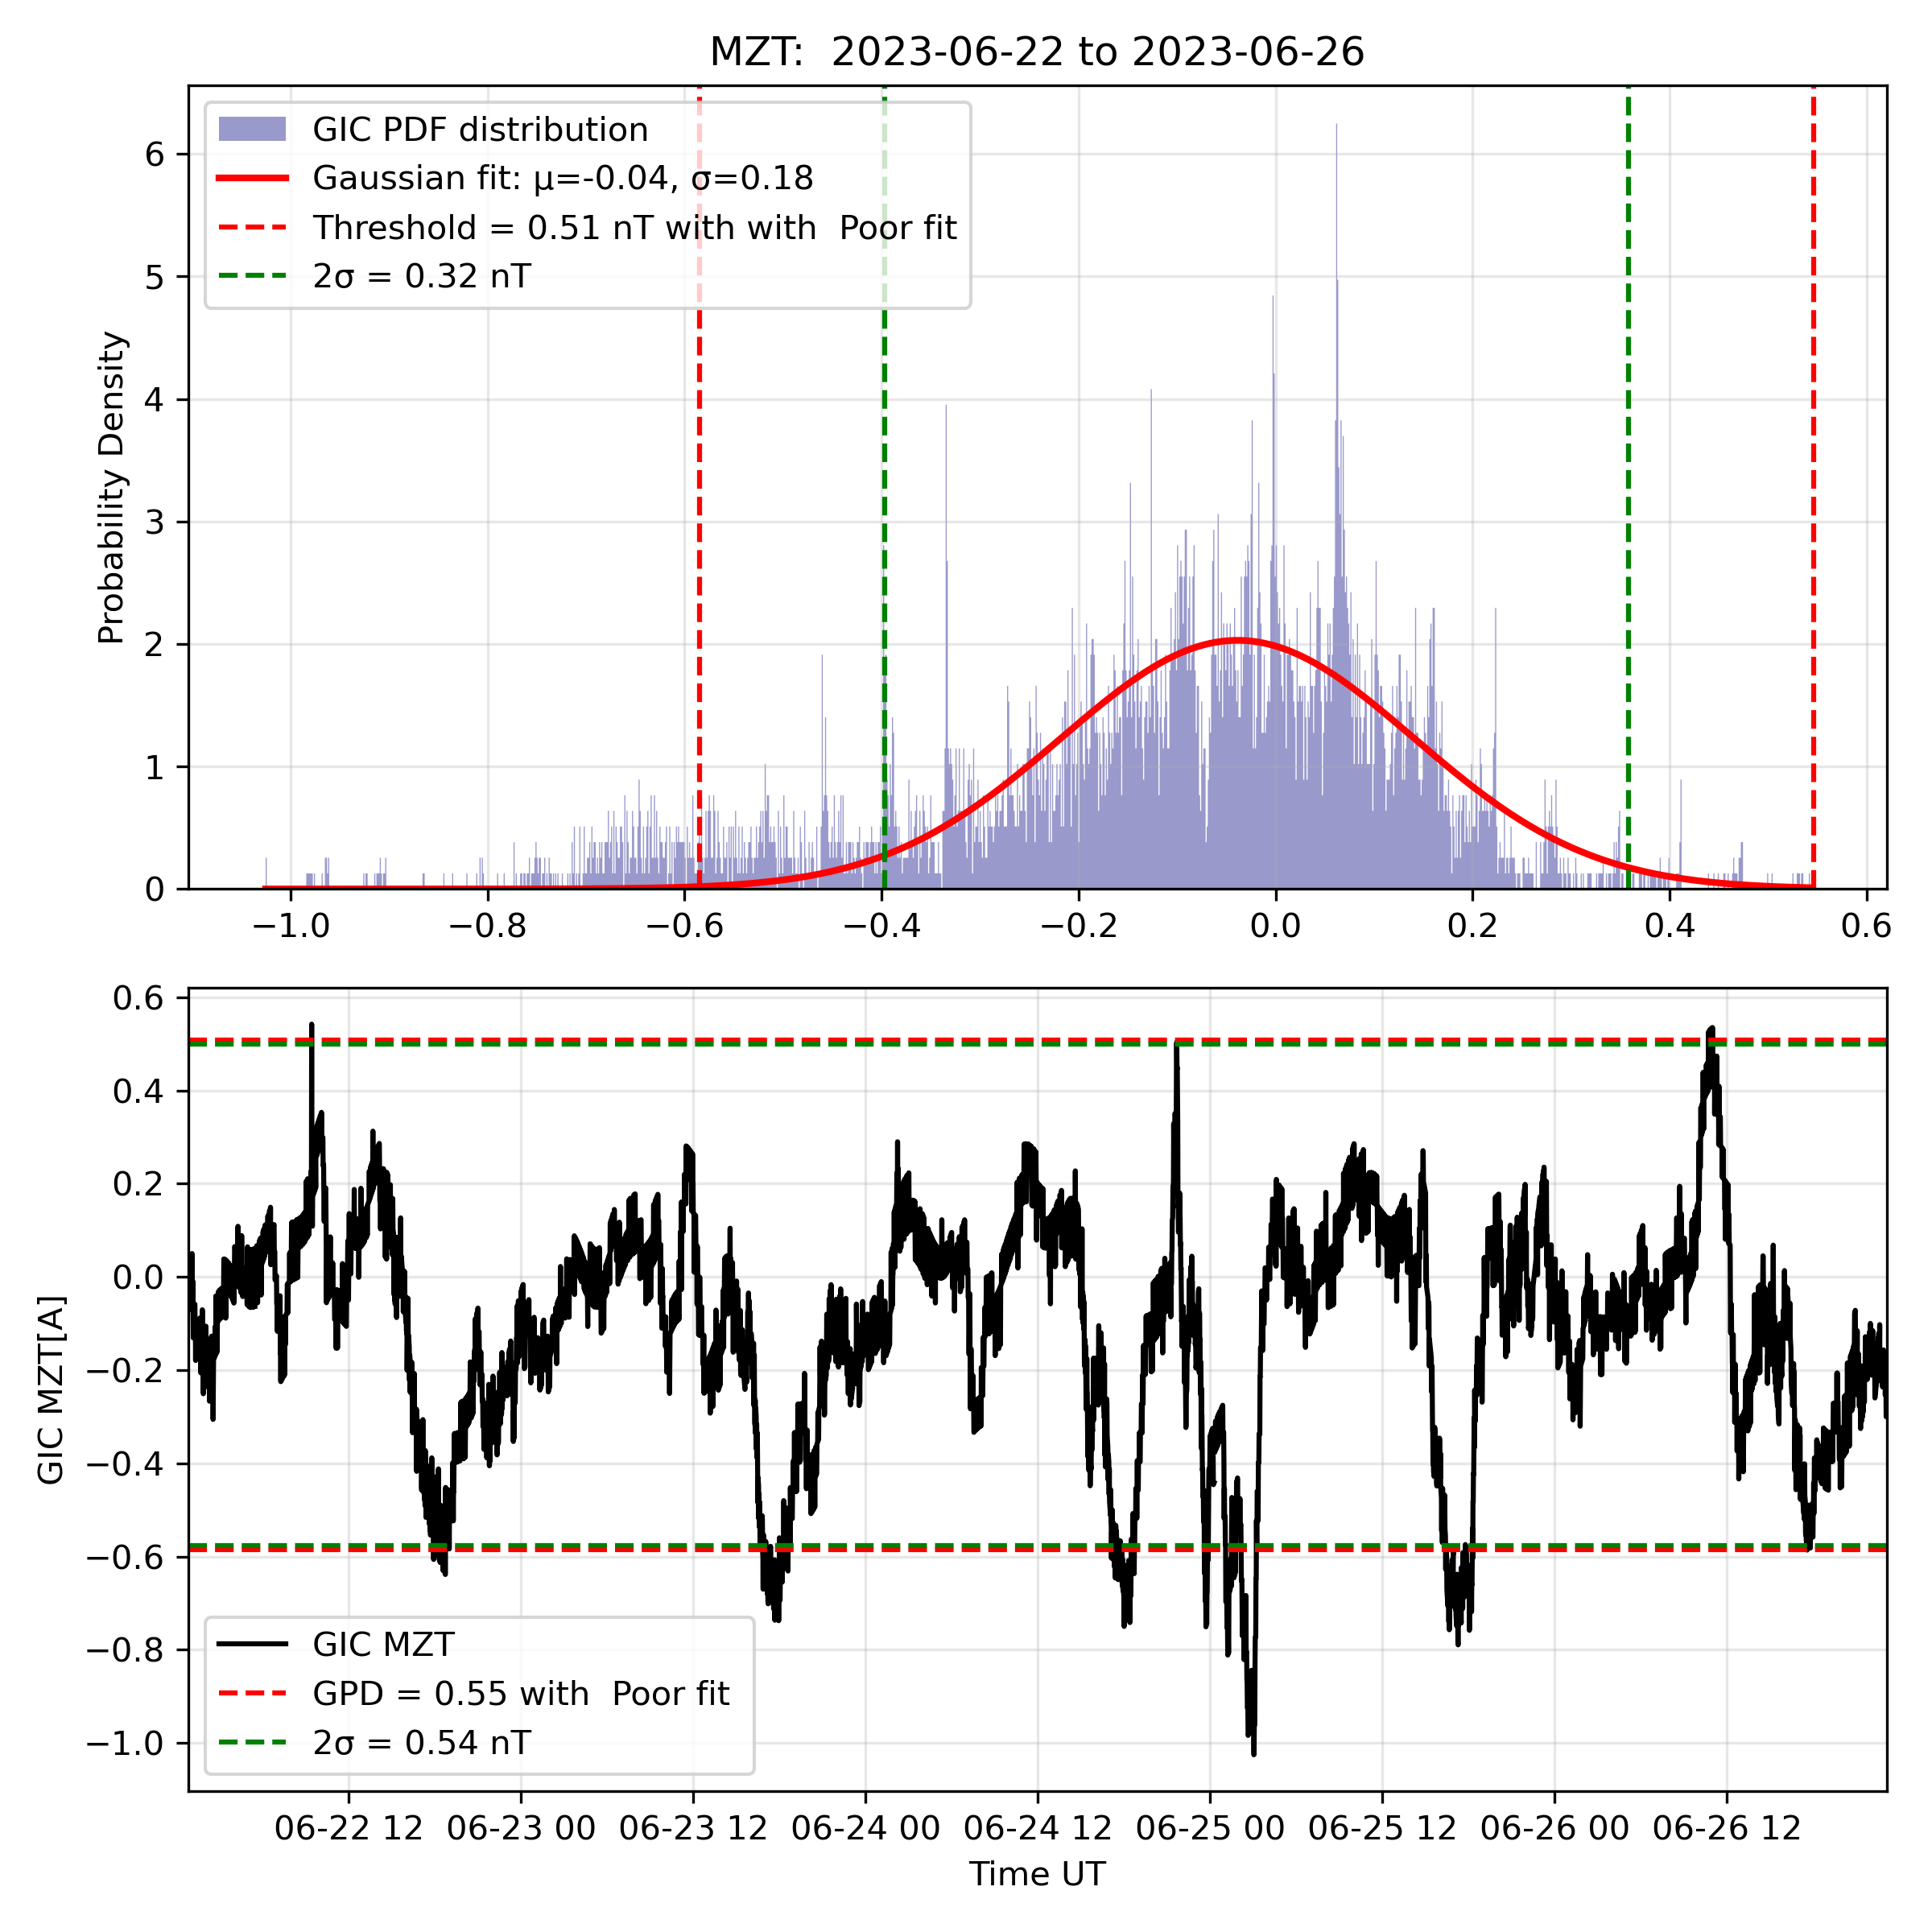 MZT:  2023-06-22 to 2023-06-26
GIC PDF distribution
Gaussian fit: μ=-0.04, σ=0.18
Threshold = 0.51 nT with with  Poor fit
2σ = 0.32 nT
Probability Density
6
5
4
3
2
1
0
−1.0 −0.8 −0.6 −0.4 −0.2 0.0 0.2 0.4 0.6
GIC MZT[A]
0.6
0.4
0.2
0.0
−0.2
−0.4
−0.6
−0.8
−1.0
GIC MZT
GPD = 0.55 with  Poor fit
2σ = 0.54 nT
06-22 12 06-23 00 06-23 12 06-24 00 06-24 12 06-25 00 06-25 12 06-26 00 06-26 12
Time UT